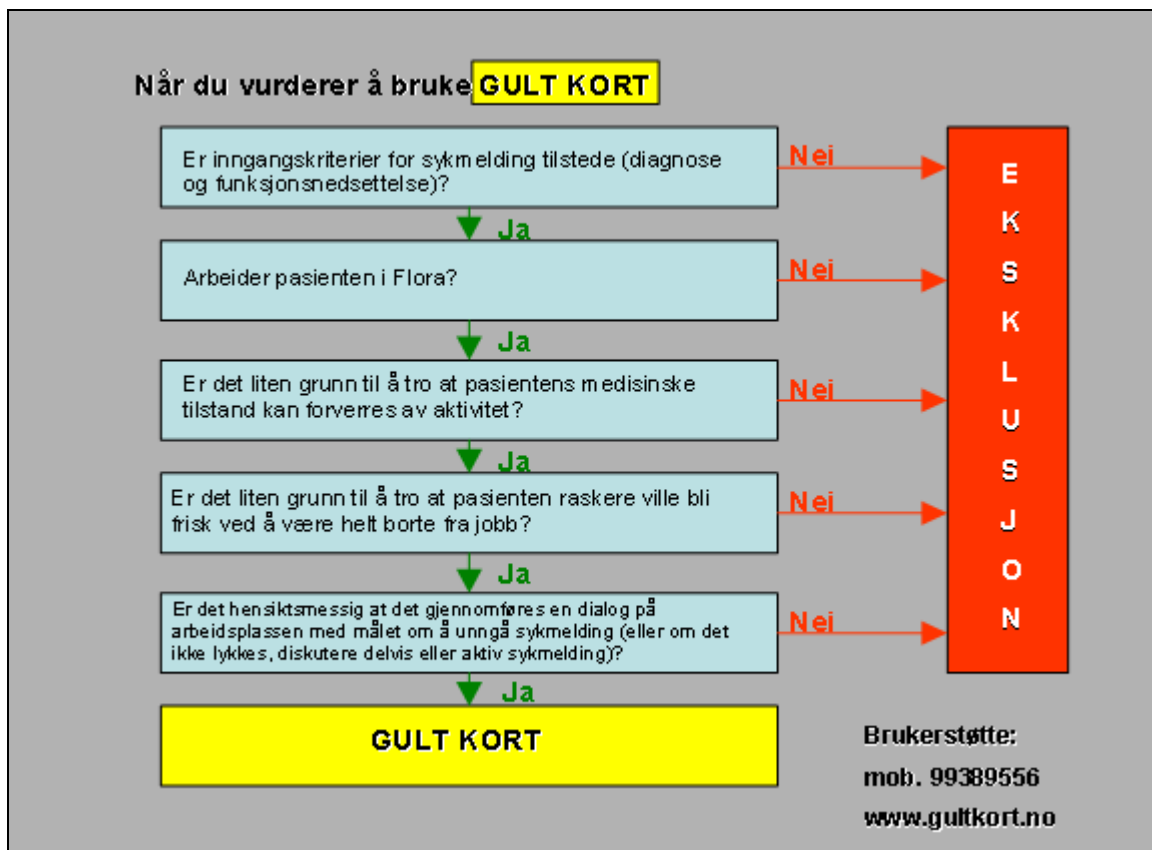 Når du vurderer å bruke GULT KORT
Er inngangskriterier for sykmelding tilstede (diagnose
og funksjonsnedsettelse)?
Nei
Ja
Arbeider pasienten i Flora?
Nei
Ja
Er det liten grunn til å tro at pasientens medisinske
tilstand kan forverres av aktivitet?
Nei
Ja
Er det liten grunn til å tro at pasienten raskere ville bli
frisk ved å være helt borte fra jobb?
Nei
Ja
Er det hensiktsmessig at det gjennomføres en dialog på
arbeidsplassen med målet om å unngå sykmelding (eller om det
ikke lykkes, diskutere delvis eller aktiv sykmelding)?
Nei
Ja
GULT KORT
E
K
S
K
L
U
S
J
O
N
Brukerstøtte:
mob. 99389556
www.gultkort.no